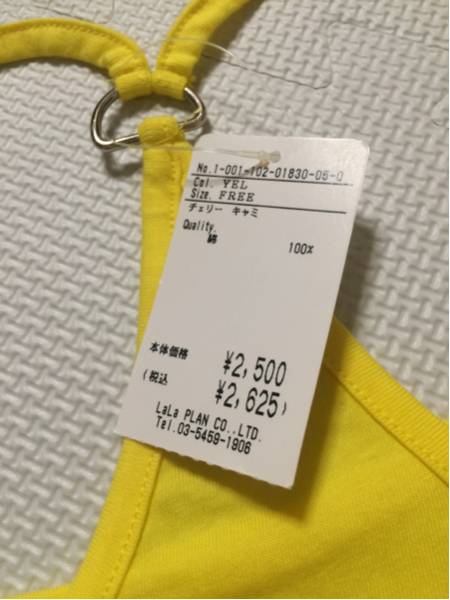 No.1-001-102-01830-06-0
Col. YEL
Size. FREE
チェリー キャミ
Quality.
綿 100%
本体価格 ¥2,500
(税込 ¥2,625)
LaLa PLAN CO.,LTD.
Tel.03-5459-1906